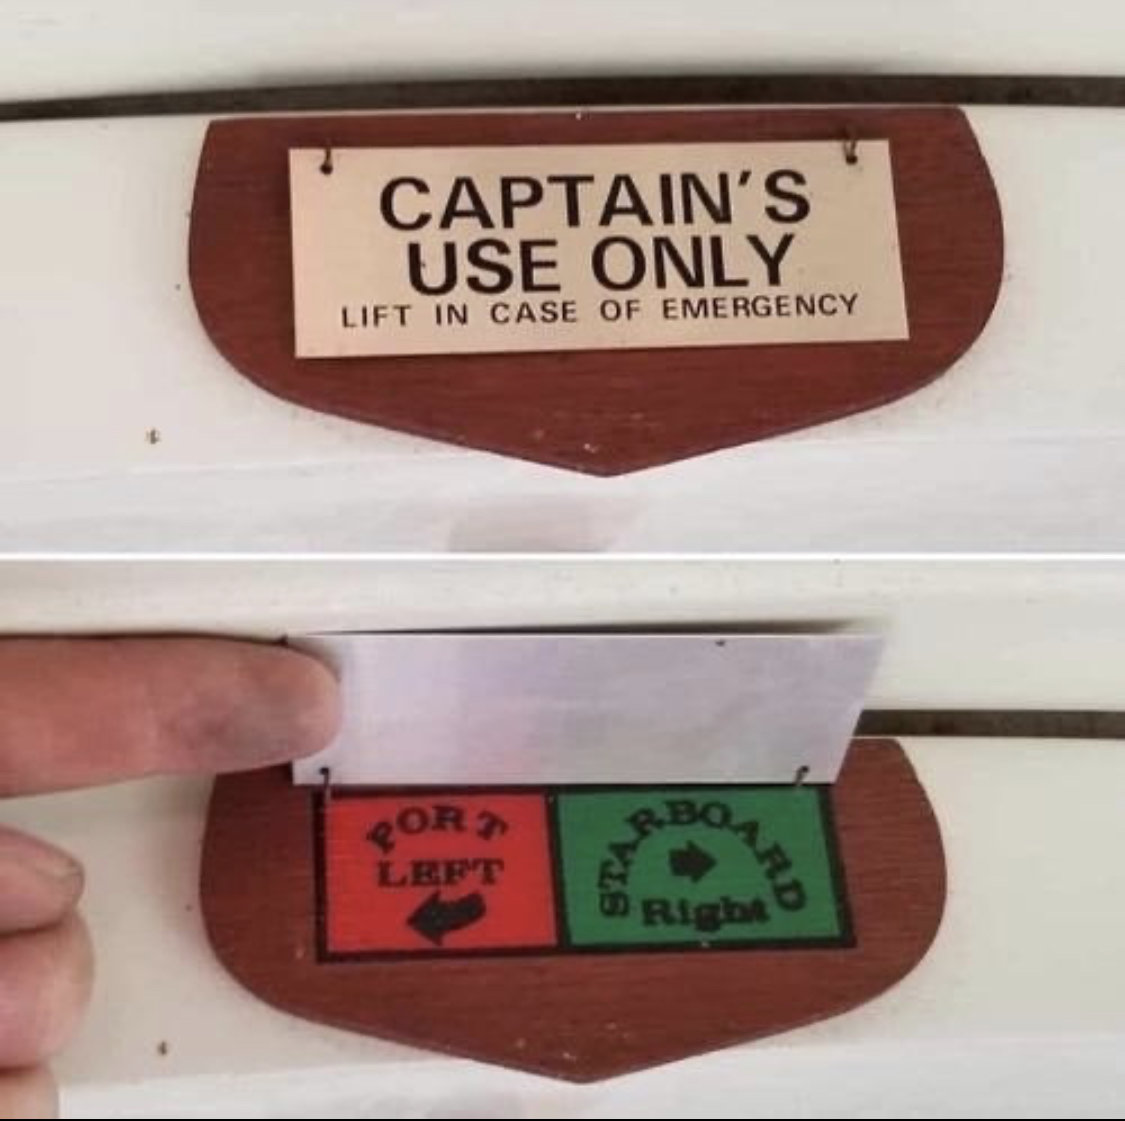 CAPTAIN'S
USE ONLY
LIFT IN CASE OF EMERGENCY
PORT
LEFT
STARBOARD
Right